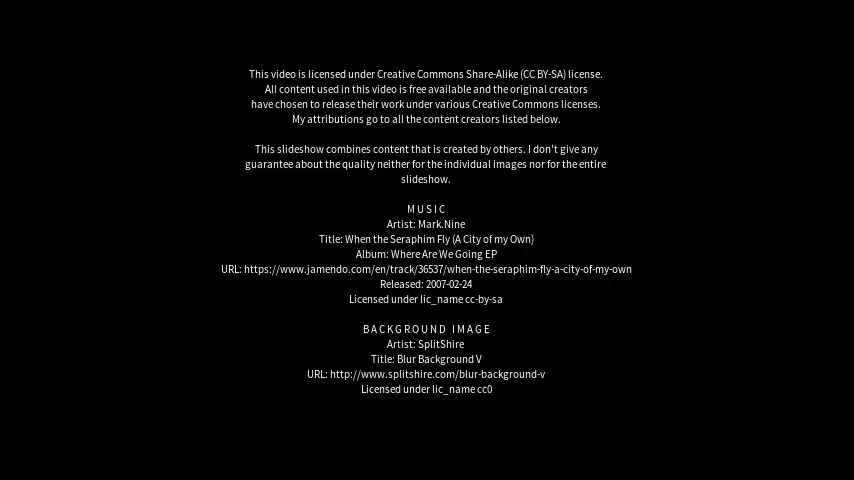 This video is licensed under Creative Commons Share-Alike (CC BY-SA) license.
All content used in this video is free available and the original creators
have chosen to release their work under various Creative Commons licenses.
My attributions go to all the content creators listed below.
This slideshow combines content that is created by others. I don't give any
guarantee about the quality neither for the individual images nor for the entire
slideshow.
MUSIC
Artist: Mark.Nine
Title: When the Seraphim Fly (A City of my Own)
Album: Where Are We Going EP
URL: https://www.jamendo.com/en/track/36537/when-the-seraphim-fly-a-city-of-my-own
Released: 2007-02-24
Licensed under lic_name cc-by-sa
BACKGROUND IMAGE
Artist: SplitShire
Title: Blur Background V
URL: http://www.splitshire.com/blur-background-v
Licensed under lic_name cc0